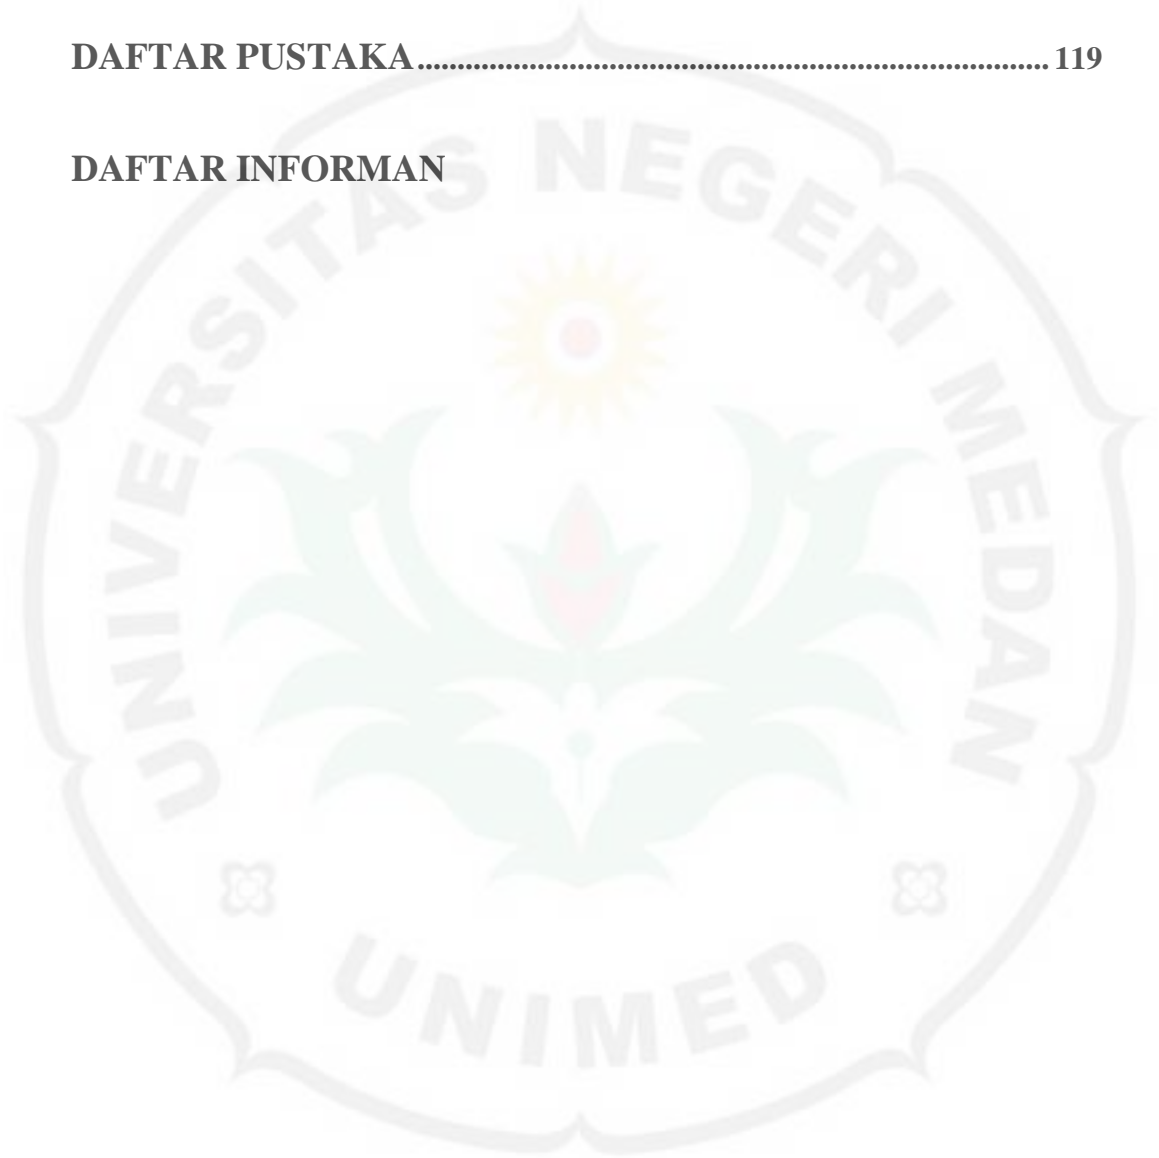 DAFTAR PUSTAKA.............................................................................. 119
DAFTAR INFORMAN
UNIVERSITAS NEGERI MEDAN
UNIMED